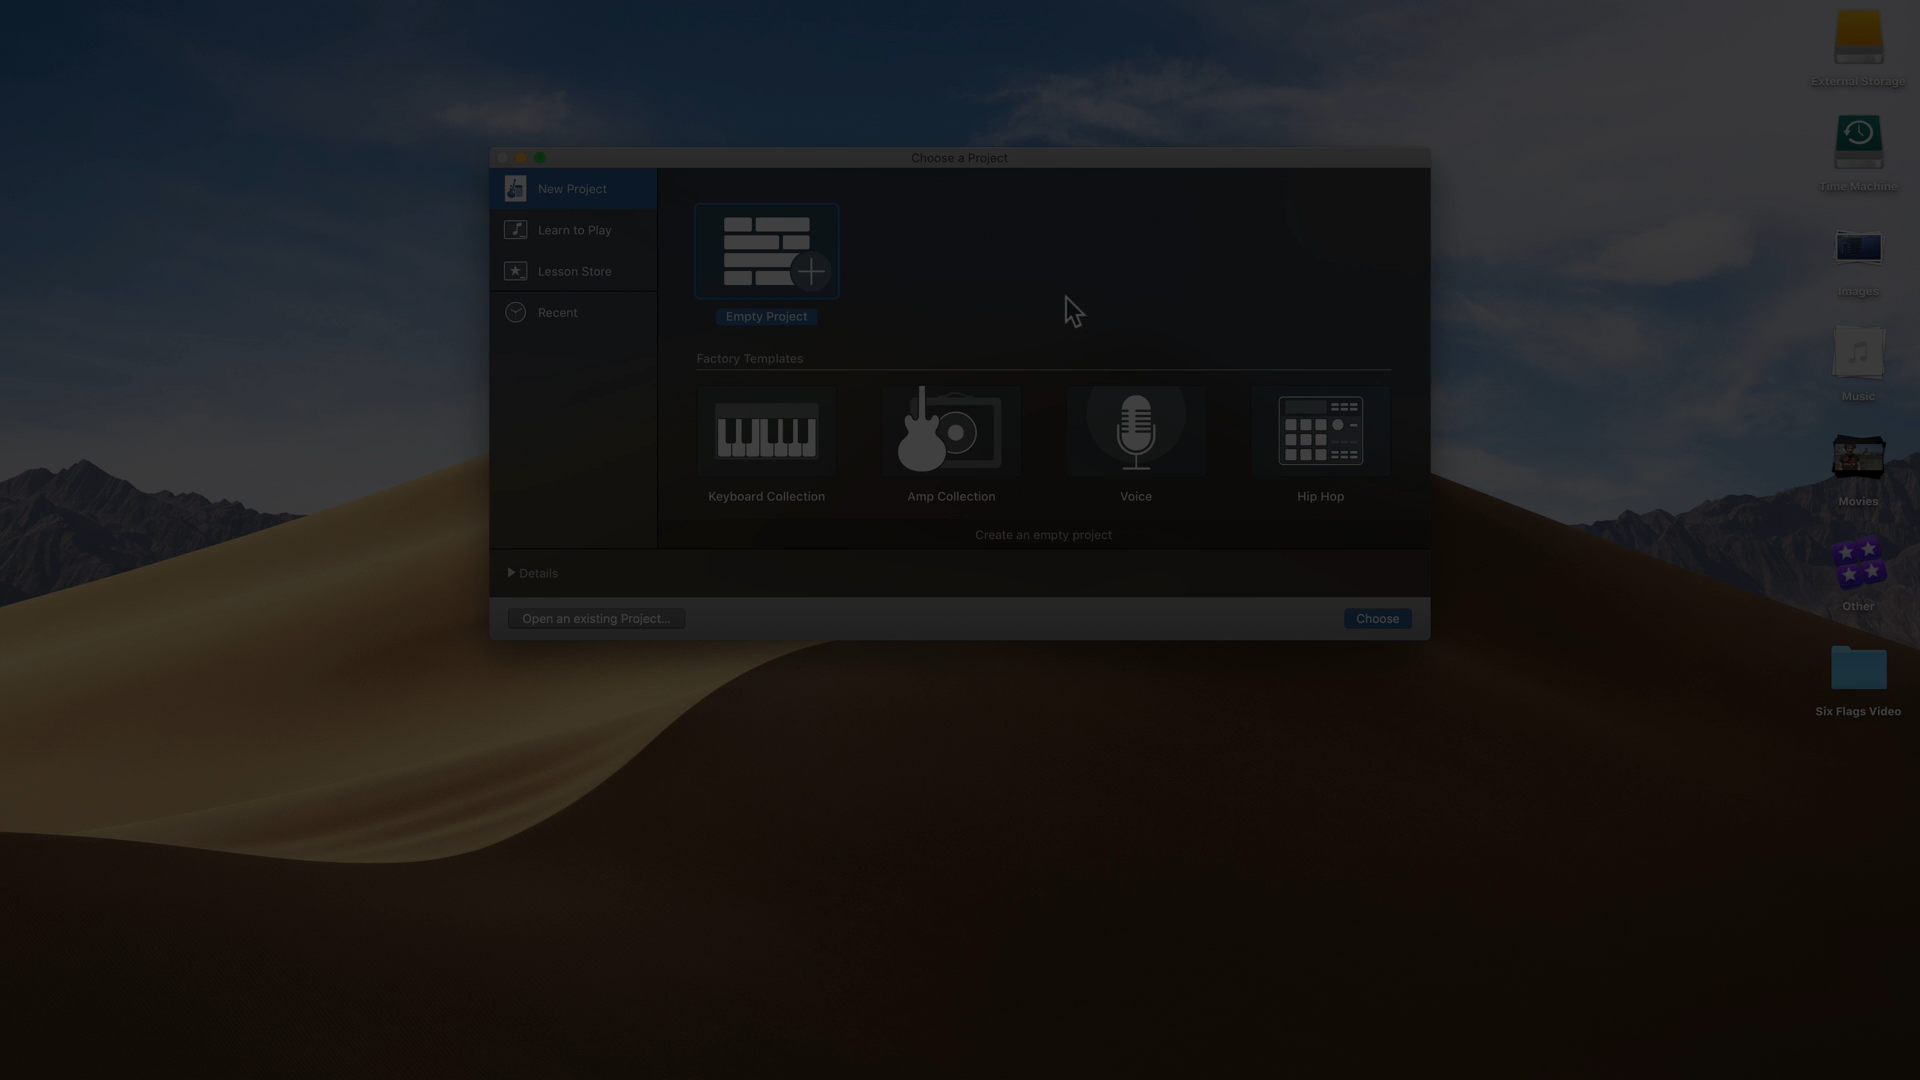 Choose a Project
New Project
Learn to Play
Lesson Store
Recent
Empty Project
Factory Templates
Keyboard Collection
Amp Collection
Voice
Hip Hop
Create an empty project
Details
Open an existing Project...
Choose
External Storage
Time Machine
Images
Music
Movies
Other
Six Flags Video